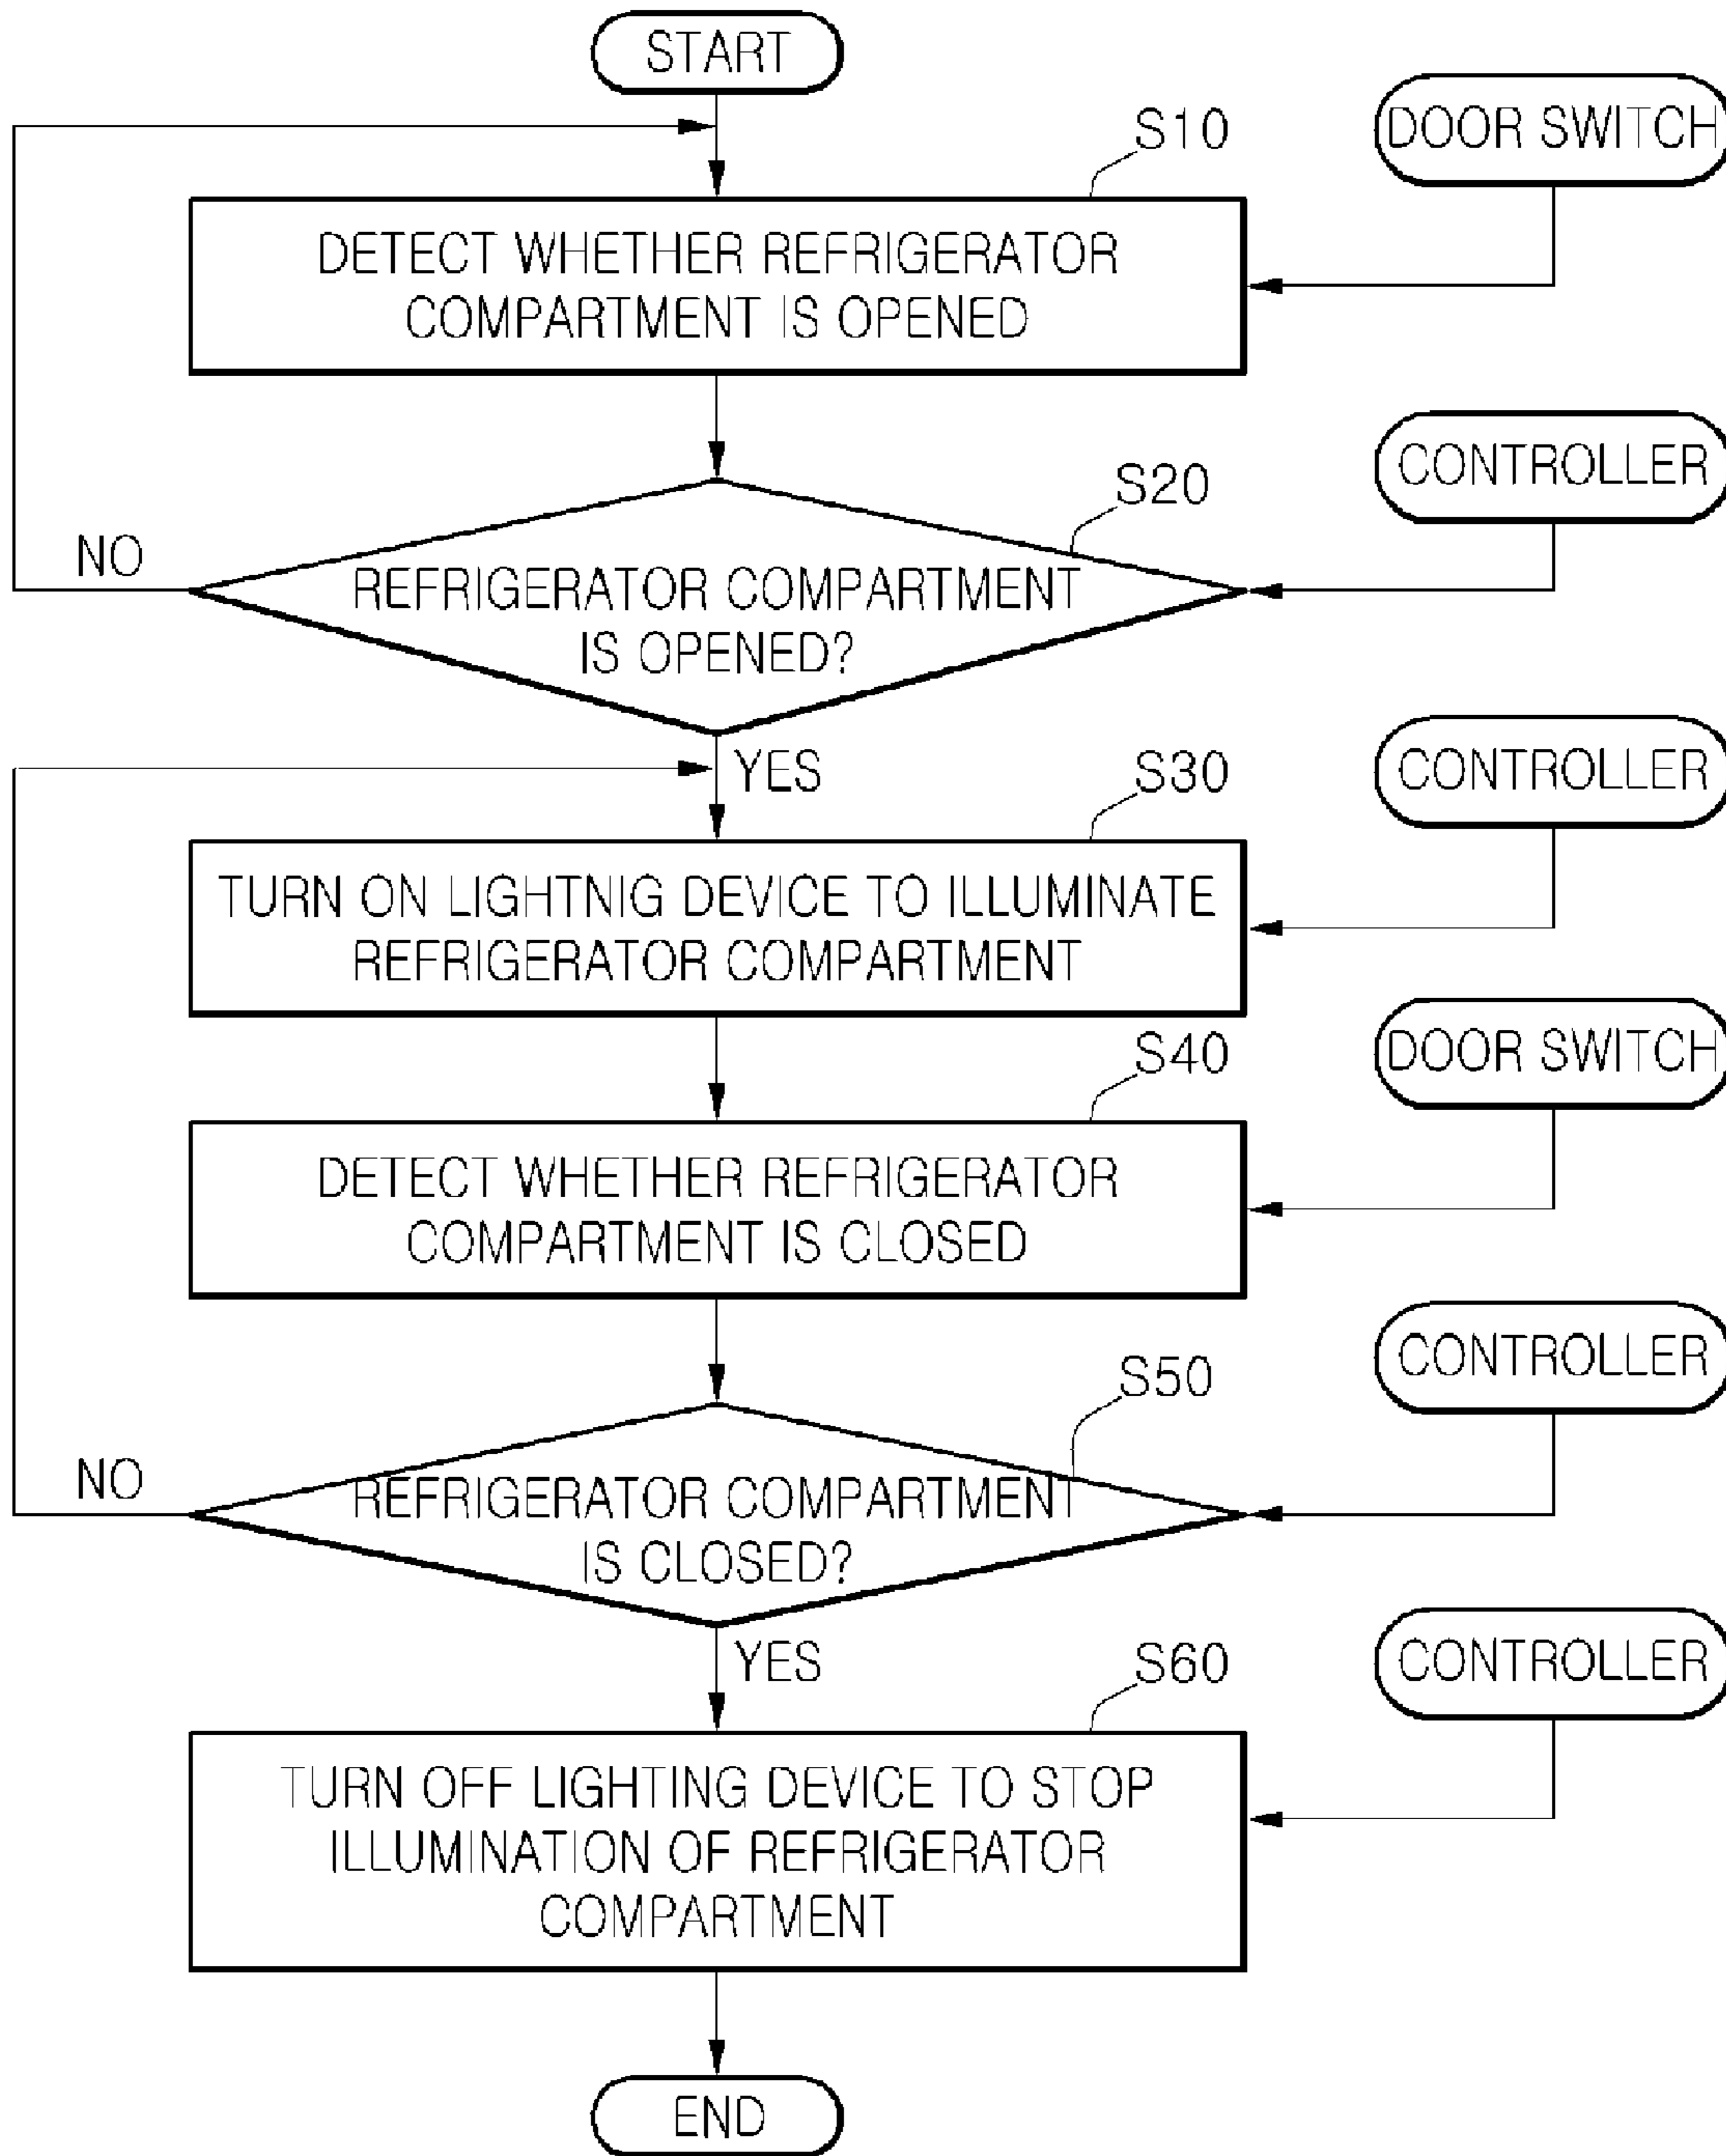 START
S10
DOOR SWITCH
DETECT WHETHER REFRIGERATOR
COMPARTMENT IS OPENED
CONTROLLER
S20
NO
REFRIGERATOR COMPARTMENT
IS OPENED?
YES
S30
CONTROLLER
TURN ON LIGHTNIG DEVICE TO ILLUMINATE
REFRIGERATOR COMPARTMENT
S40
DOOR SWITCH
DETECT WHETHER REFRIGERATOR
COMPARTMENT IS CLOSED
CONTROLLER
S50
NO
REFRIGERATOR COMPARTMENT
IS CLOSED?
YES
S60
CONTROLLER
TURN OFF LIGHTING DEVICE TO STOP
ILLUMINATION OF REFRIGERATOR
COMPARTMENT
END